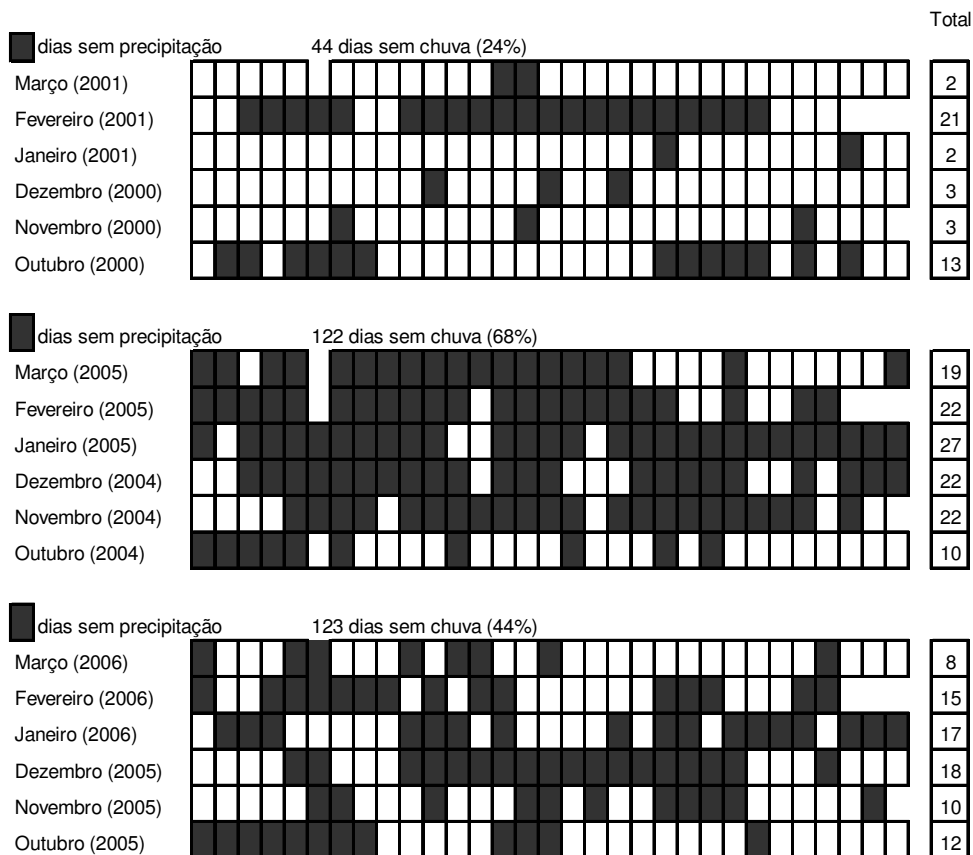 Total
dias sem precipitação 44 dias sem chuva (24%)
Março (2001) 2
Fevereiro (2001) 21
Janeiro (2001) 2
Dezembro (2000) 3
Novembro (2000) 3
Outubro (2000) 13
dias sem precipitação 122 dias sem chuva (68%)
Março (2005) 19
Fevereiro (2005) 22
Janeiro (2005) 27
Dezembro (2004) 22
Novembro (2004) 22
Outubro (2004) 10
dias sem precipitação 123 dias sem chuva (44%)
Março (2006) 8
Fevereiro (2006) 15
Janeiro (2006) 17
Dezembro (2005) 18
Novembro (2005) 10
Outubro (2005) 12